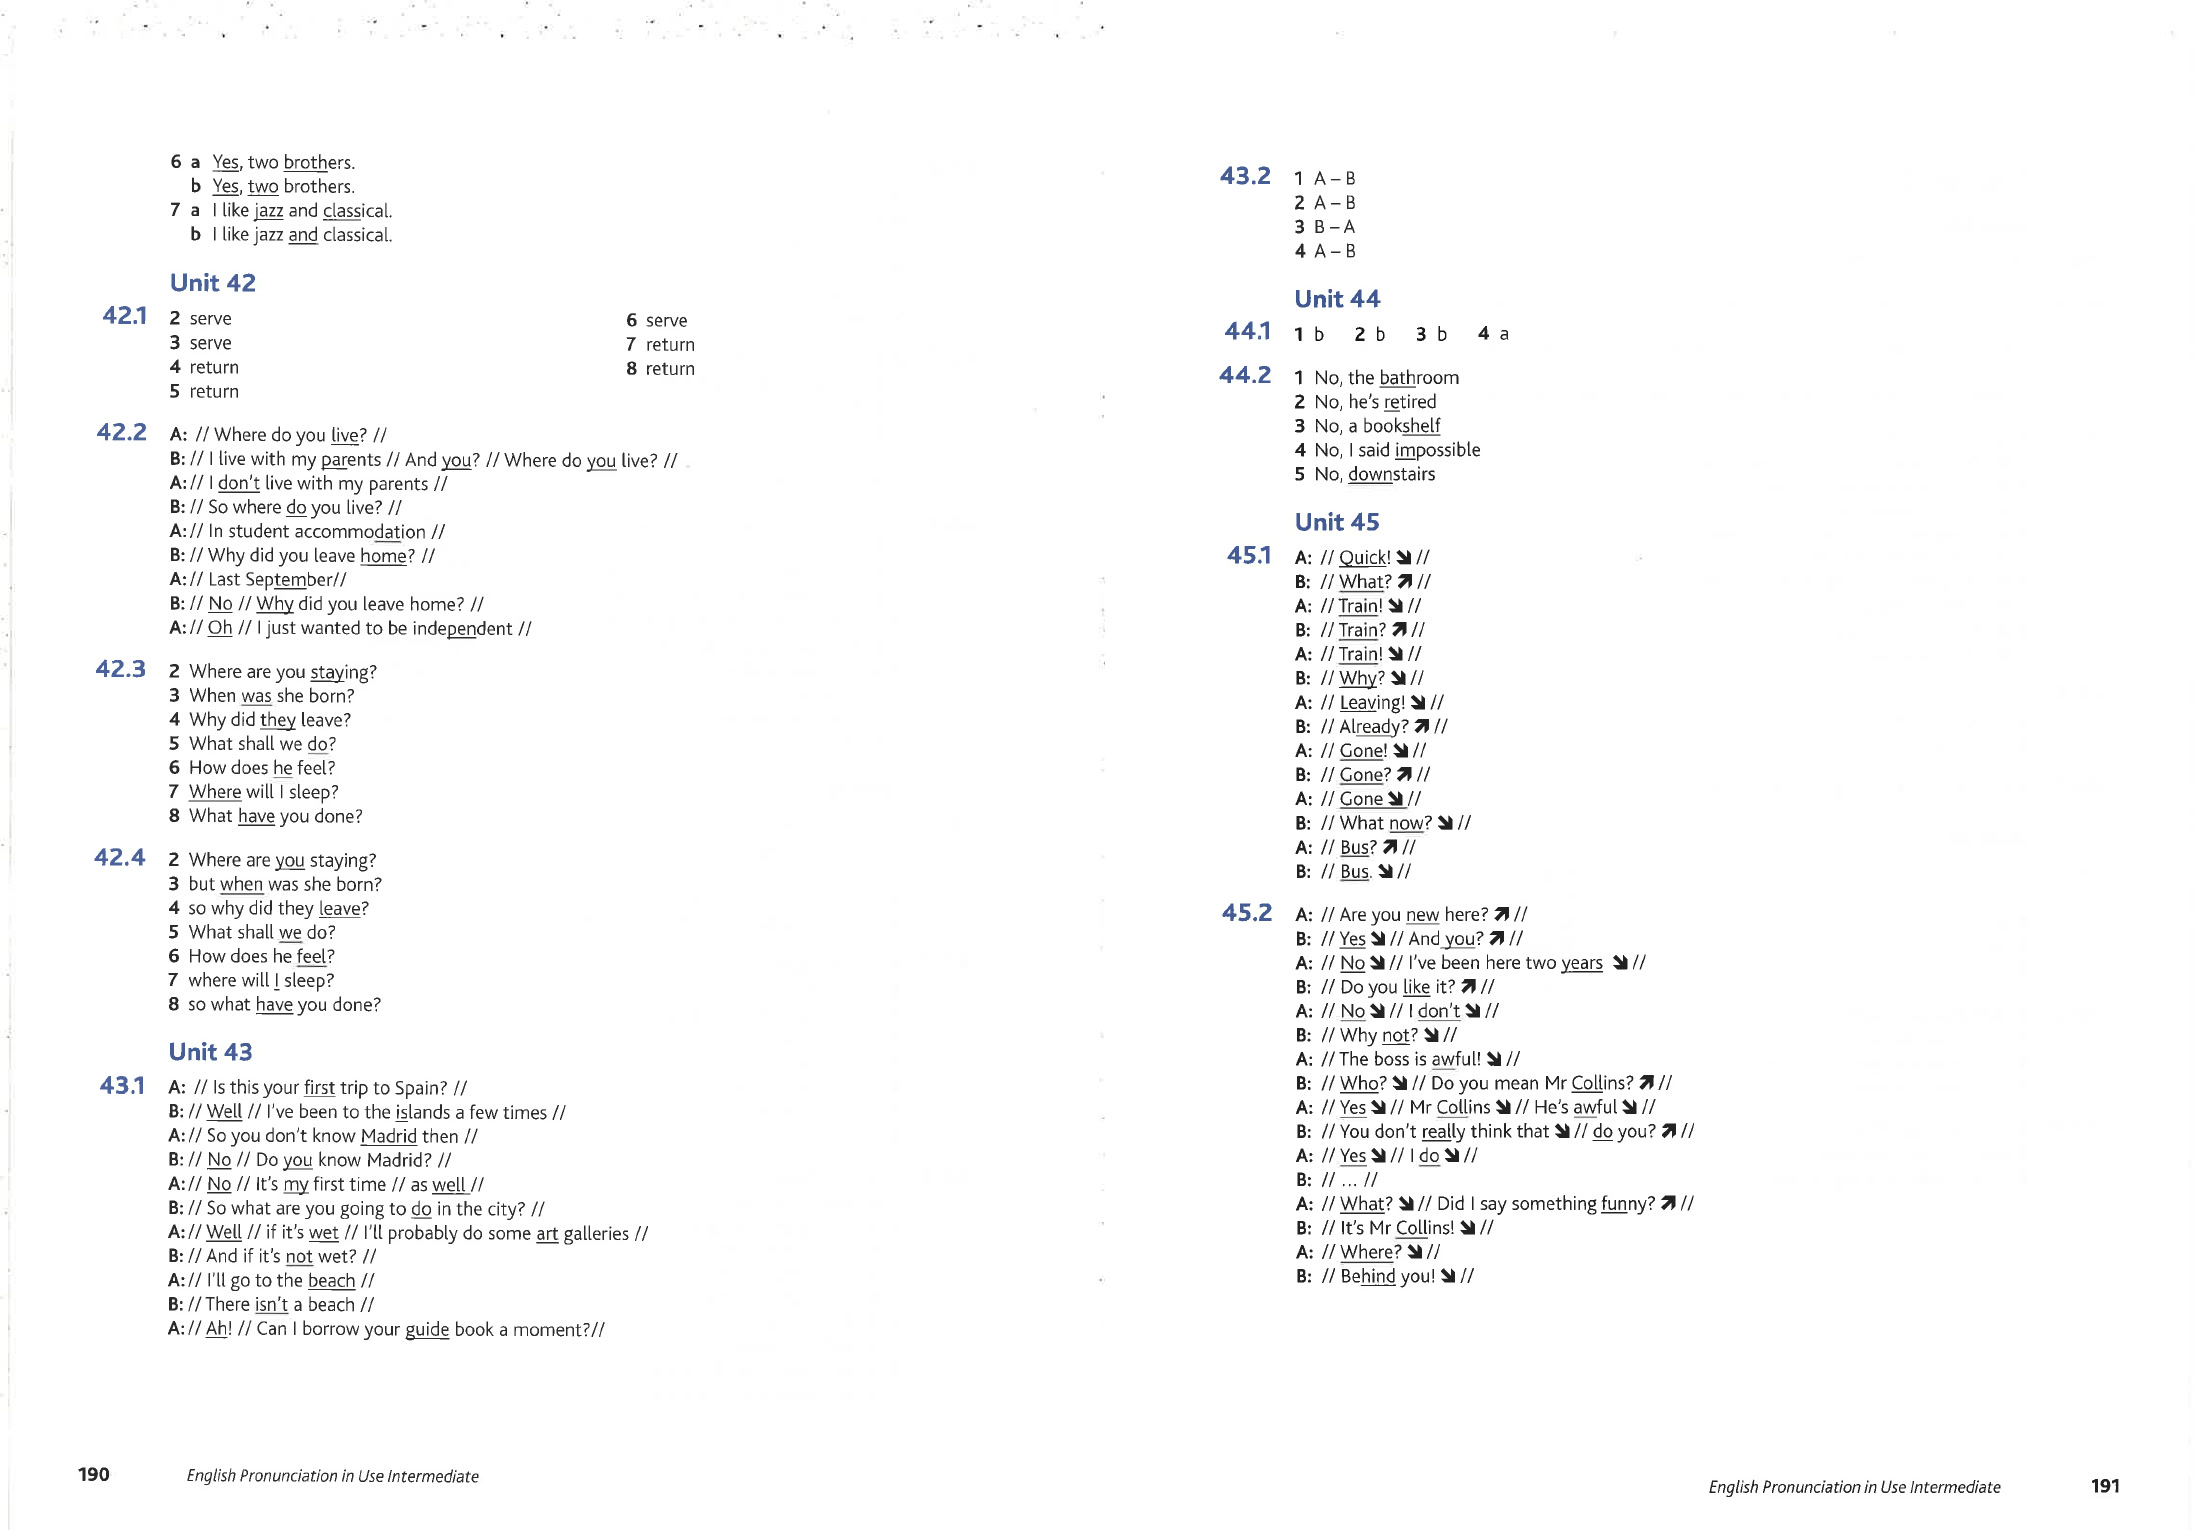 6 a Yes, two brothers.
b Yes, two brothers.
7 a I like jazz and classical.
b I like jazz and classical.
Unit 42
42.1 2 serve
3 serve
4 return
5 return
6 serve
7 return
8 return
42.2 A: // Where do you live? //
B: // I live with my parents // And you? // Where do you live? //
A: // I don't live with my parents //
B: // So where do you live? //
A: // In student accommodation //
B: // Why did you leave home? //
A: // Last September//
B: // No // Why did you leave home? //
A: // Oh // I just wanted to be independent //
42.3 2 Where are you staying?
3 When was she born?
4 Why did they leave?
5 What shall we do?
6 How does he feel?
7 Where will I sleep?
8 What have you done?
42.4 2 Where are you staying?
3 but when was she born?
4 so why did they leave?
5 What shall we do?
6 How does he feel?
7 where will I sleep?
8 so what have you done?
Unit 43
43.1 A: // Is this your first trip to Spain? //
B: // Well // I've been to the islands a few times //
A: // So you don't know Madrid then //
B: // No // Do you know Madrid? //
A: // No // It's my first time // as well //
B: // So what are you going to do in the city? //
A: // Well // if it's wet // I'll probably do some art galleries //
B: // And if it's not wet? //
A: // I'll go to the beach //
B: // There isn't a beach //
A: // Ah! // Can I borrow your guide book a moment?//
190 English Pronunciation in Use Intermediate
43.2 1 A – B
2 A – B
3 B – A
4 A – B
Unit 44
44.1 1 b 2 b 3 b 4 a
44.2 1 No, the bathroom
2 No, he's retired
3 No, a bookshelf
4 No, I said impossible
5 No, downstairs
Unit 45
45.1 A: // Quick! ↘ //
B: // What? ↗ //
A: // Train! ↘ //
B: // Train? ↗ //
A: // Train! ↘ //
B: // Why? ↘ //
A: // Leaving! ↘ //
B: // Already? ↗ //
A: // Gone! ↘ //
B: // Gone? ↗ //
A: // Gone ↘ //
B: // What now? ↘ //
A: // Bus? ↗ //
B: // Bus. ↘ //
45.2 A: // Are you new here? ↗ //
B: // Yes ↘ // And you? ↗ //
A: // No ↘ // I've been here two years ↘ //
B: // Do you like it? ↗ //
A: // No ↘ // I don't ↘ //
B: // Why not? ↘ //
A: // The boss is awful! ↘ //
B: // Who? ↘ // Do you mean Mr Collins? ↗ //
A: // Yes ↘ // Mr Collins ↘ // He's awful ↘ //
B: // You don't really think that ↘ // do you? ↗ //
A: // Yes ↘ // I do ↘ //
B: // ... //
A: // What? ↘ // Did I say something funny? ↗ //
B: // It's Mr Collins! ↘ //
A: // Where? ↘ //
B: // Behind you! ↘ //
English Pronunciation in Use Intermediate 191